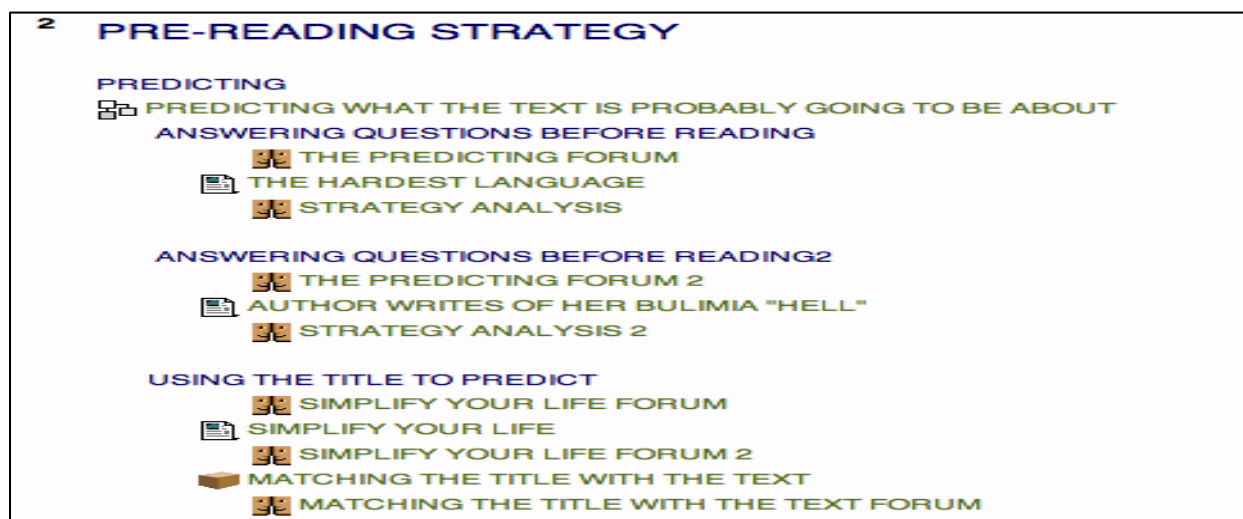 2 PRE-READING STRATEGY
PREDICTING
PREDICTING WHAT THE TEXT IS PROBABLY GOING TO BE ABOUT
ANSWERING QUESTIONS BEFORE READING
THE PREDICTING FORUM
THE HARDEST LANGUAGE
STRATEGY ANALYSIS
ANSWERING QUESTIONS BEFORE READING2
THE PREDICTING FORUM 2
AUTHOR WRITES OF HER BULIMIA "HELL"
STRATEGY ANALYSIS 2
USING THE TITLE TO PREDICT
SIMPLIFY YOUR LIFE FORUM
SIMPLIFY YOUR LIFE
SIMPLIFY YOUR LIFE FORUM 2
MATCHING THE TITLE WITH THE TEXT
MATCHING THE TITLE WITH THE TEXT FORUM